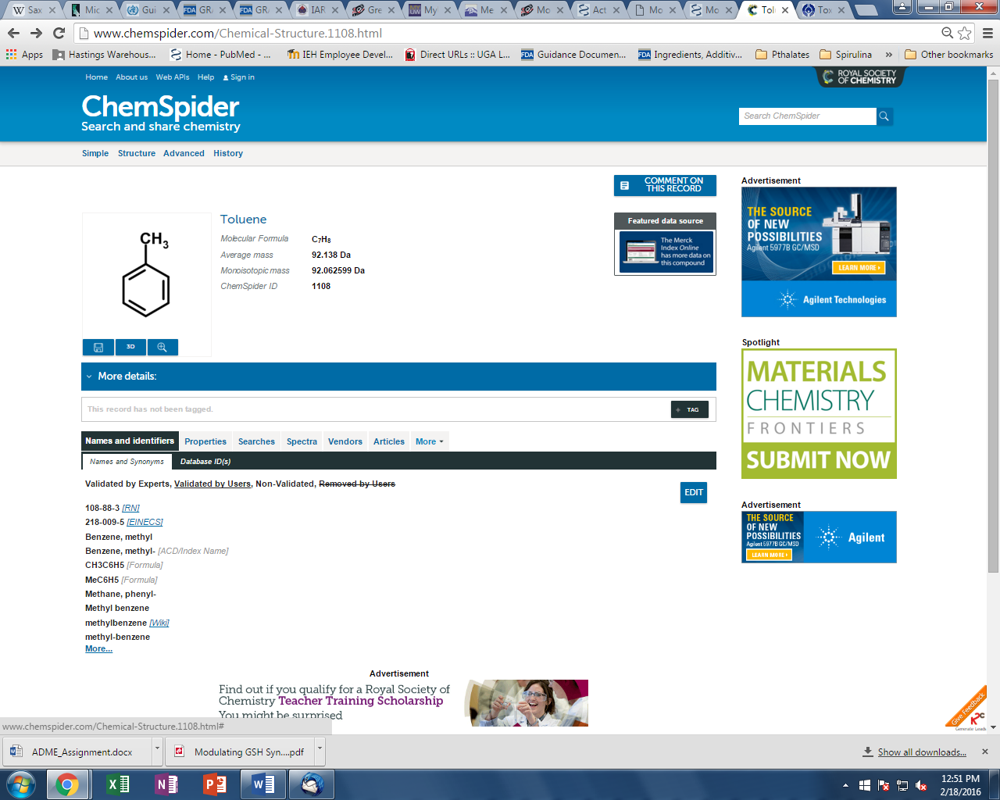 Sax
Mic
Gui
GRA
GRA
IAR
Gre
Myl
Me
Mo
Act
Mo
Mo
Tolu
Tox
www.chemspider.com/Chemical-Structure.1108.html
Apps
Hastings Warehous...
Home - PubMed - ...
IEH Employee Devel...
Direct URLs :: UGA L...
Guidance Documen...
Ingredients, Additiv...
Pthalates
Spirulina
»
Other bookmarks
Home About us Web APIs Help Sign in
ROYAL SOCIETY
OF CHEMISTRY
ChemSpider
Search and share chemistry
Search ChemSpider
Simple Structure Advanced History
COMMENT ON
THIS RECORD
Advertisement
THE SOURCE
OF NEW
POSSIBILITIES
Agilent 5977B GC/MSD
LEARN MORE
Agilent Technologies
CH3
3D
Toluene
Molecular Formula C7H8
Average mass 92.138 Da
Monoisotopic mass 92.062599 Da
ChemSpider ID 1108
Featured data source
The Merck
Index Online
has more data on
this compound
Spotlight
MATERIALS
CHEMISTRY
FRONTIERS
SUBMIT NOW
More details:
This record has not been tagged.
+ TAG
Names and identifiers Properties Searches Spectra Vendors Articles More
Names and Synonyms Database ID(s)
Validated by Experts, Validated by Users, Non-Validated, Removed by Users
EDIT
108-88-3 [RN]
218-009-5 [EINECS]
Benzene, methyl
Benzene, methyl- [ACD/Index Name]
CH3C6H5 [Formula]
MeC6H5 [Formula]
Methane, phenyl-
Methyl benzene
methylbenzene [Wiki]
methyl-benzene
More...
Advertisement
THE SOURCE
OF NEW
POSSIBILITIES
Agilent 5977B GC/MSD
LEARN MORE
Agilent
Advertisement
Find out if you qualify for a Royal Society of
Chemistry Teacher Training Scholarship
You might be surprised
Give Feedback
K2C
Generate Leads
www.chemspider.com/Chemical-Structure.1108.html#
ADME_Assignment.docx
Modulating GSH Syn....pdf
Show all downloads...
12:51 PM
2/18/2016